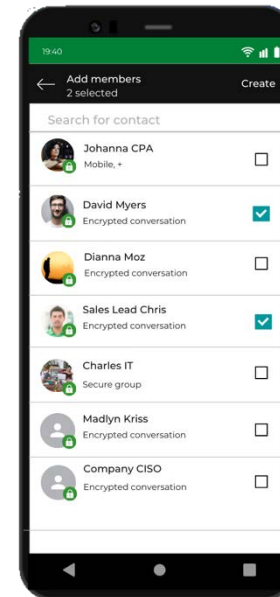 19:40
Add members
2 selected
Create
Search for contact
Johanna CPA
Mobile, +
David Myers
Encrypted conversation
Dianna Moz
Encrypted conversation
Sales Lead Chris
Encrypted conversation
Charles IT
Secure group
Madlyn Kriss
Encrypted conversation
Company CISO
Encrypted conversation